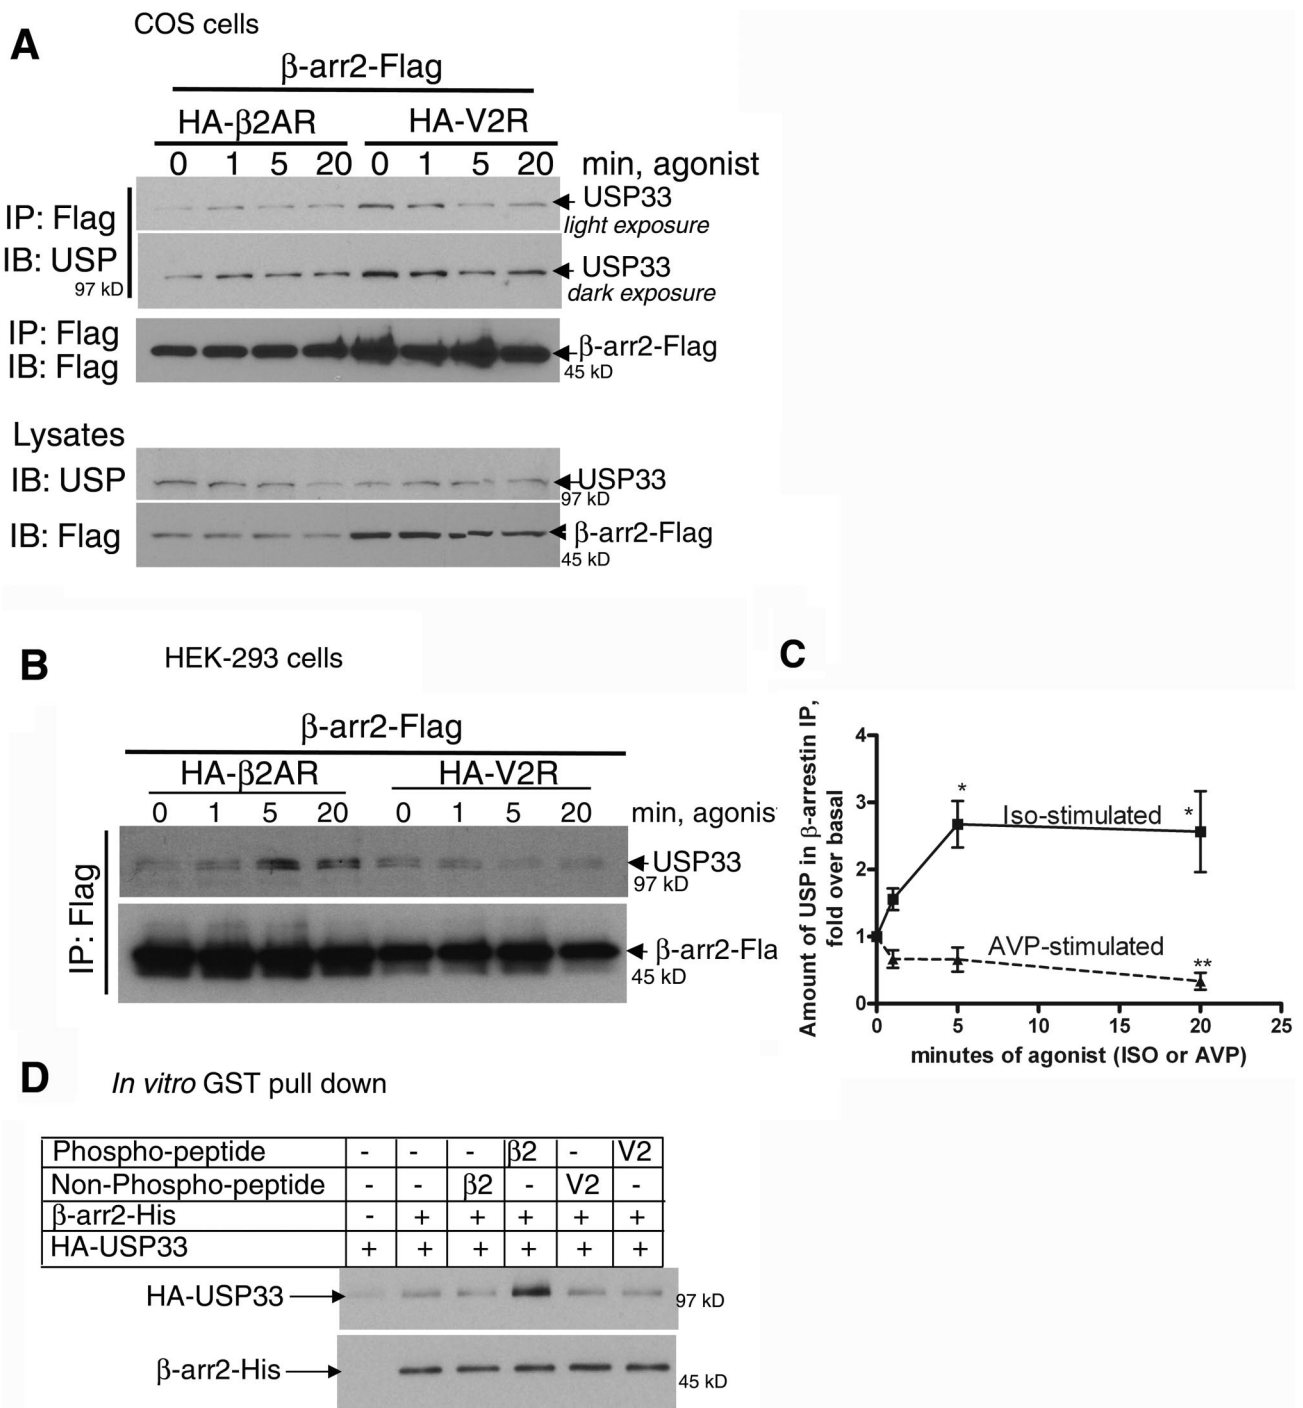 A
COS cells
β-arr2-Flag
HA-β2AR HA-V2R
0 1 5 20 0 1 5 20 min, agonist
IP: Flag
IB: USP
97 kD
USP33
light exposure
USP33
dark exposure
IP: Flag
IB: Flag
β-arr2-Flag
45 kD
Lysates
IB: USP
USP33
97 kD
IB: Flag
β-arr2-Flag
45 kD
B
HEK-293 cells
β-arr2-Flag
HA-β2AR HA-V2R
0 1 5 20 0 1 5 20 min, agonis
IP: Flag
USP33
97 kD
β-arr2-Fla
45 kD
C
Amount of USP in β-arrestin IP,
fold over basal
4
3
2
1
0
*
Iso-stimulated
*
AVP-stimulated
**
0 5 10 15 20 25
minutes of agonist (ISO or AVP)
D
In vitro GST pull down
Phospho-peptide - - - β2 - V2
Non-Phospho-peptide - - β2 - V2 -
β-arr2-His - + + + + +
HA-USP33 + + + + + +
HA-USP33
97 kD
β-arr2-His
45 kD